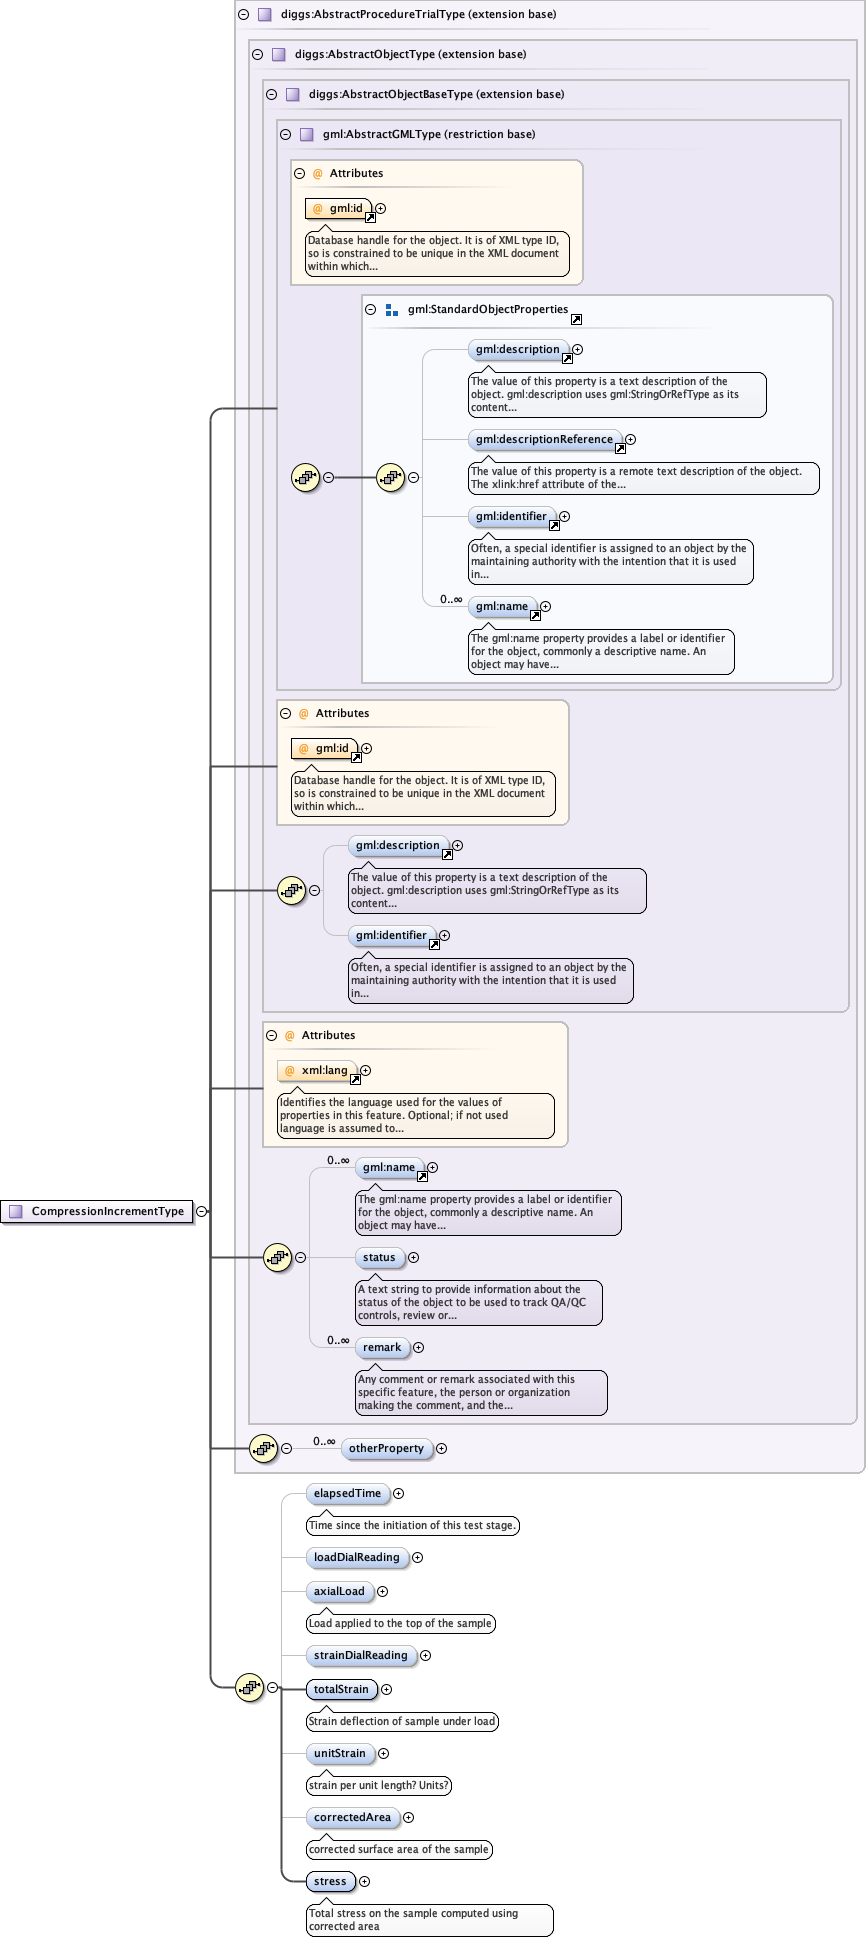 diggs:AbstractProcedureTrialType (extension base)
diggs:AbstractObjectType (extension base)
diggs:AbstractObjectBaseType (extension base)
gml:AbstractGMLType (restriction base)
@ Attributes
@ gml:id
Database handle for the object. It is of XML type ID,
so is constrained to be unique in the XML document
within which...
gml:StandardObjectProperties
gml:description
The value of this property is a text description of the
object. gml:description uses gml:StringOrRefType as its
content...
gml:descriptionReference
The value of this property is a remote text description of the object.
The xlink:href attribute of the...
gml:identifier
Often, a special identifier is assigned to an object by the
maintaining authority with the intention that it is used
in...
0..∞ gml:name
The gml:name property provides a label or identifier
for the object, commonly a descriptive name. An
object may have...
@ Attributes
@ gml:id
Database handle for the object. It is of XML type ID,
so is constrained to be unique in the XML document
within which...
gml:description
The value of this property is a text description of the
object. gml:description uses gml:StringOrRefType as its
content...
gml:identifier
Often, a special identifier is assigned to an object by the
maintaining authority with the intention that it is used
in...
@ Attributes
@ xml:lang
Identifies the language used for the values of
properties in this feature. Optional; if not used
language is assumed to...
0..∞ gml:name
The gml:name property provides a label or identifier
for the object, commonly a descriptive name. An
object may have...
CompressionIncrementType
status
A text string to provide information about the
status of the object to be used to track QA/QC
controls, review or...
0..∞ remark
Any comment or remark associated with this
specific feature, the person or organization
making the comment, and the...
0..∞ otherProperty
elapsedTime
Time since the initiation of this test stage.
loadDialReading
axialLoad
Load applied to the top of the sample
strainDialReading
totalStrain
Strain deflection of sample under load
unitStrain
strain per unit length? Units?
correctedArea
corrected surface area of the sample
stress
Total stress on the sample computed using
corrected area